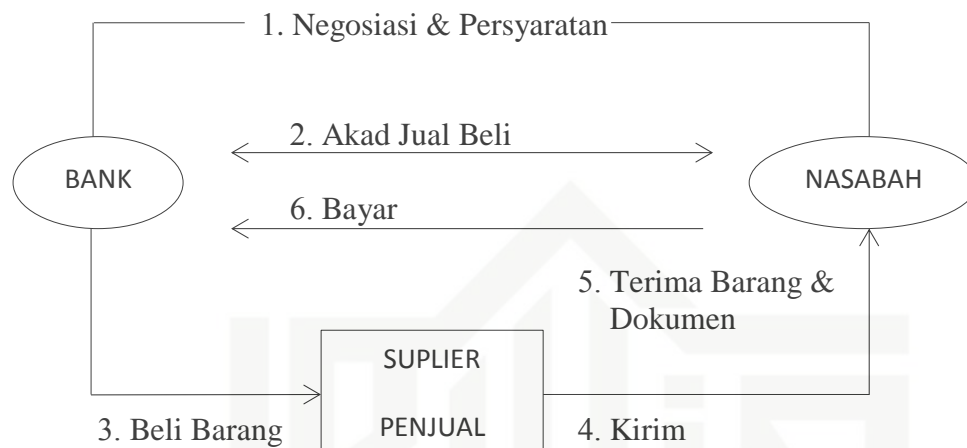 1. Negosiasi & Persyaratan
2. Akad Jual Beli
BANK
NASABAH
6. Bayar
5. Terima Barang &
Dokumen
SUPLIER
PENJUAL
3. Beli Barang
4. Kirim